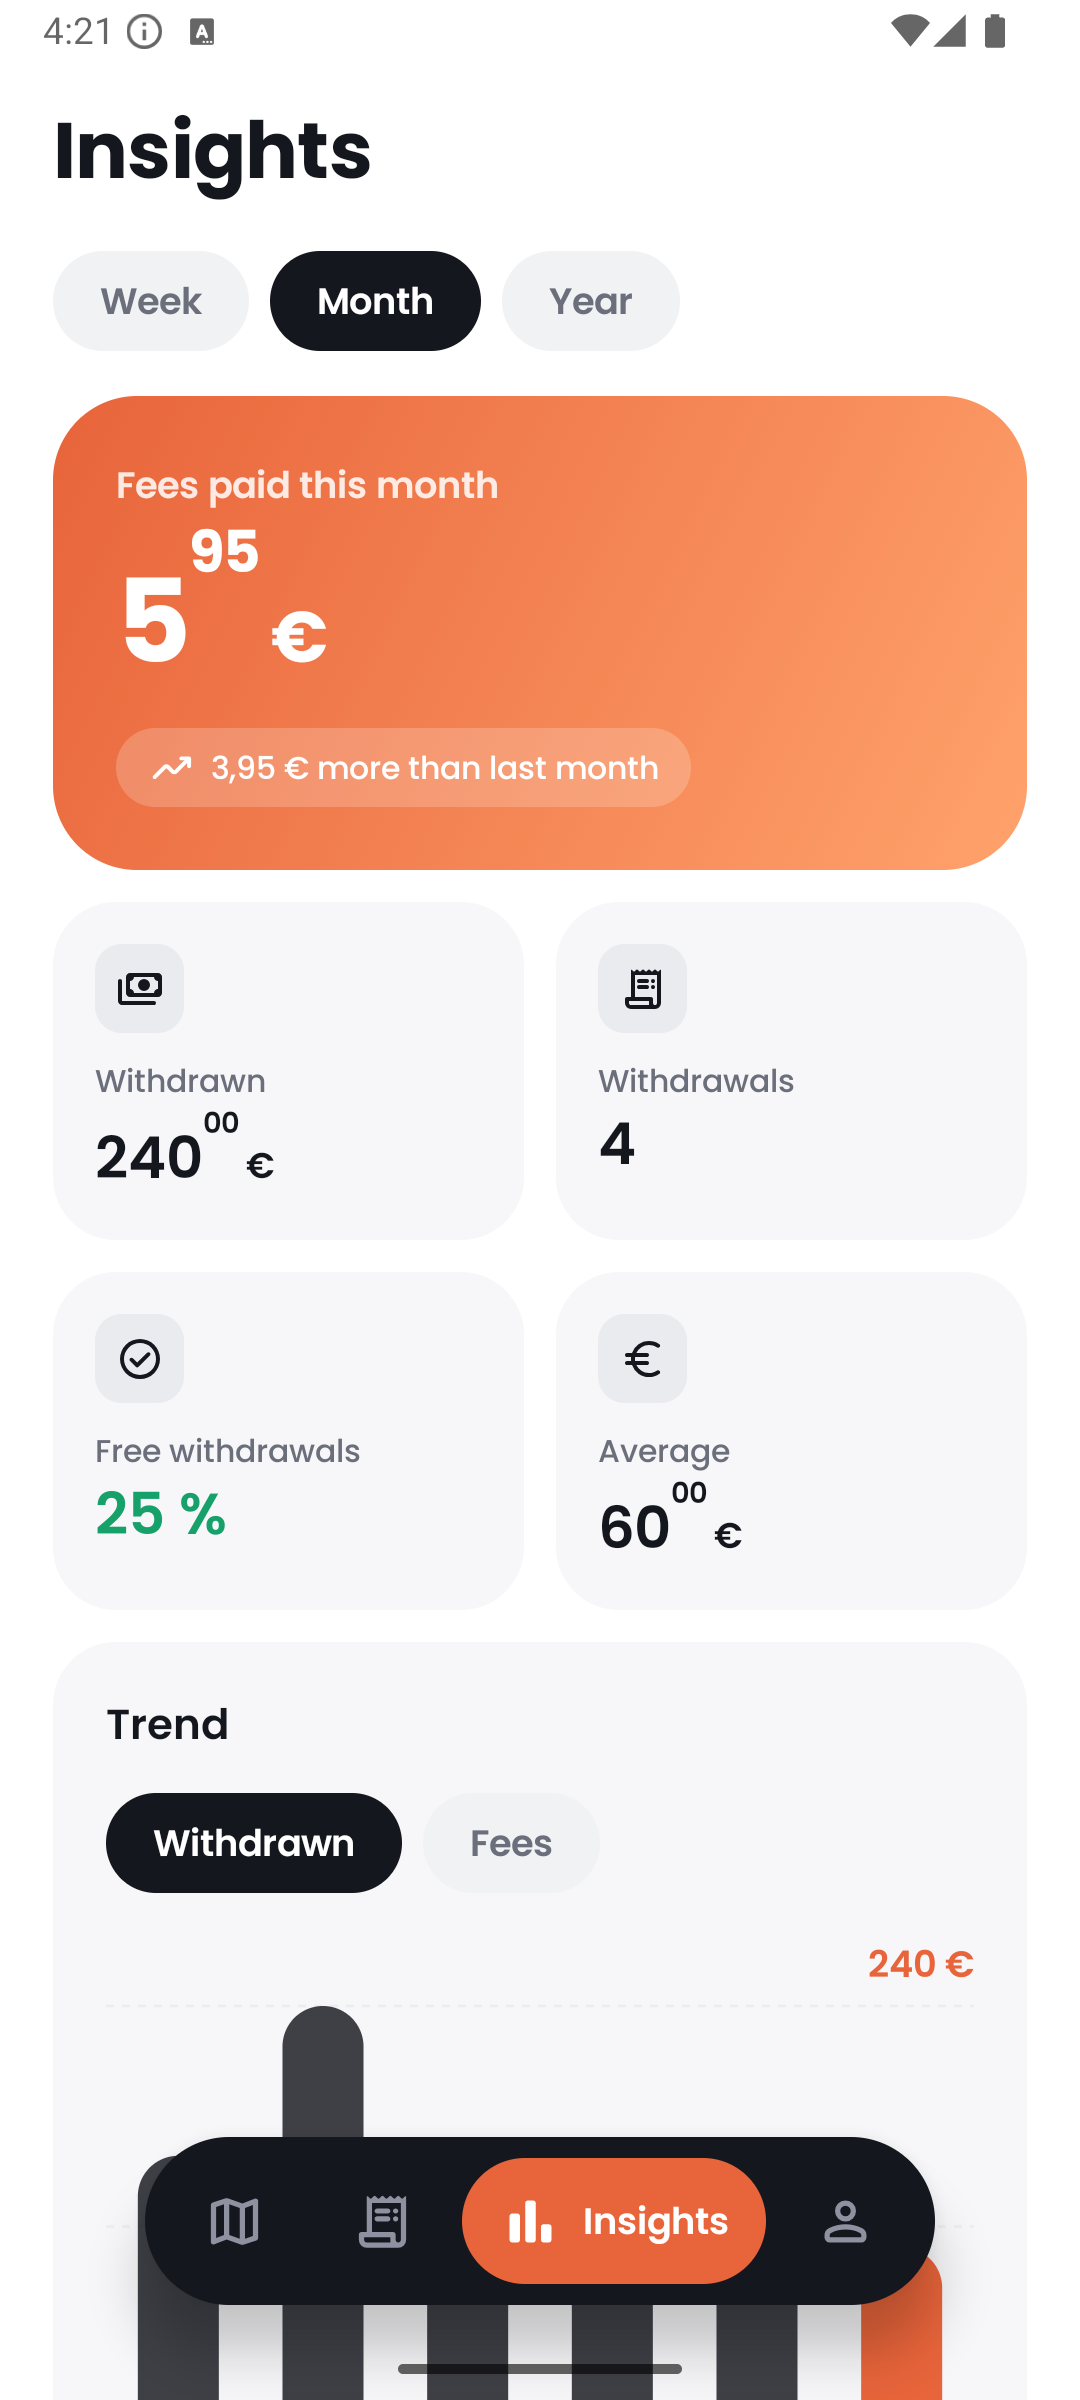 4:21
Insights
Week Month Year
Fees paid this month
5 95 €
3,95 € more than last month
Withdrawn
240 00 €
Withdrawals
4
Free withdrawals
25 %
Average
60 00 €
Trend
Withdrawn Fees
240 €
Insights